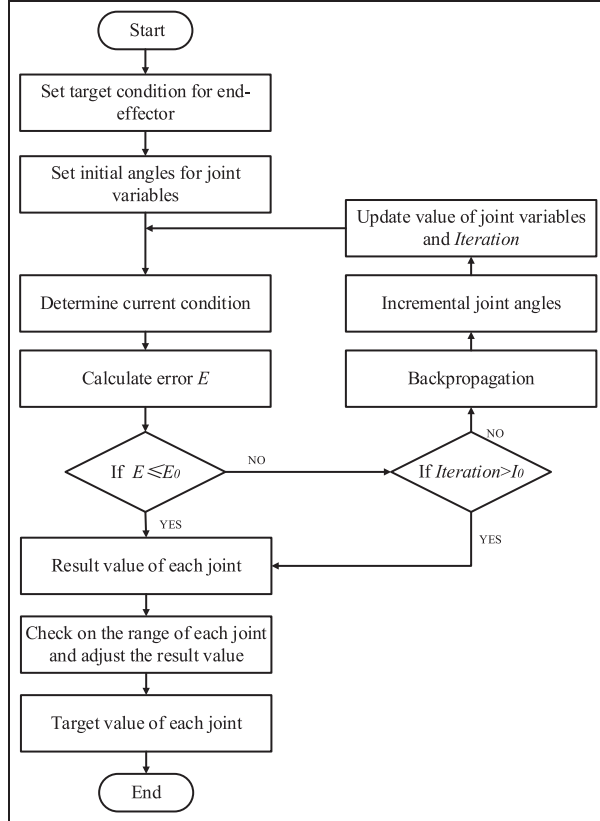 Start
Set target condition for end-
effector
Set initial angles for joint
variables
Update value of joint variables
and Iteration
Determine current condition
Incremental joint angles
Calculate error E
Backpropagation
NO
If E⩽E0
NO
If Iteration>I0
YES
YES
Result value of each joint
Check on the range of each joint
and adjust the result value
Target value of each joint
End